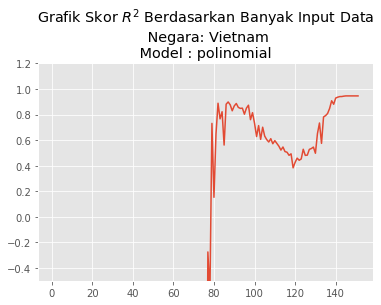 Grafik Skor R² Berdasarkan Banyak Input Data
Negara: Vietnam
Model : polinomial
1.2
1.0
0.8
0.6
0.4
0.2
0.0
−0.2
−0.4
0 20 40 60 80 100 120 140